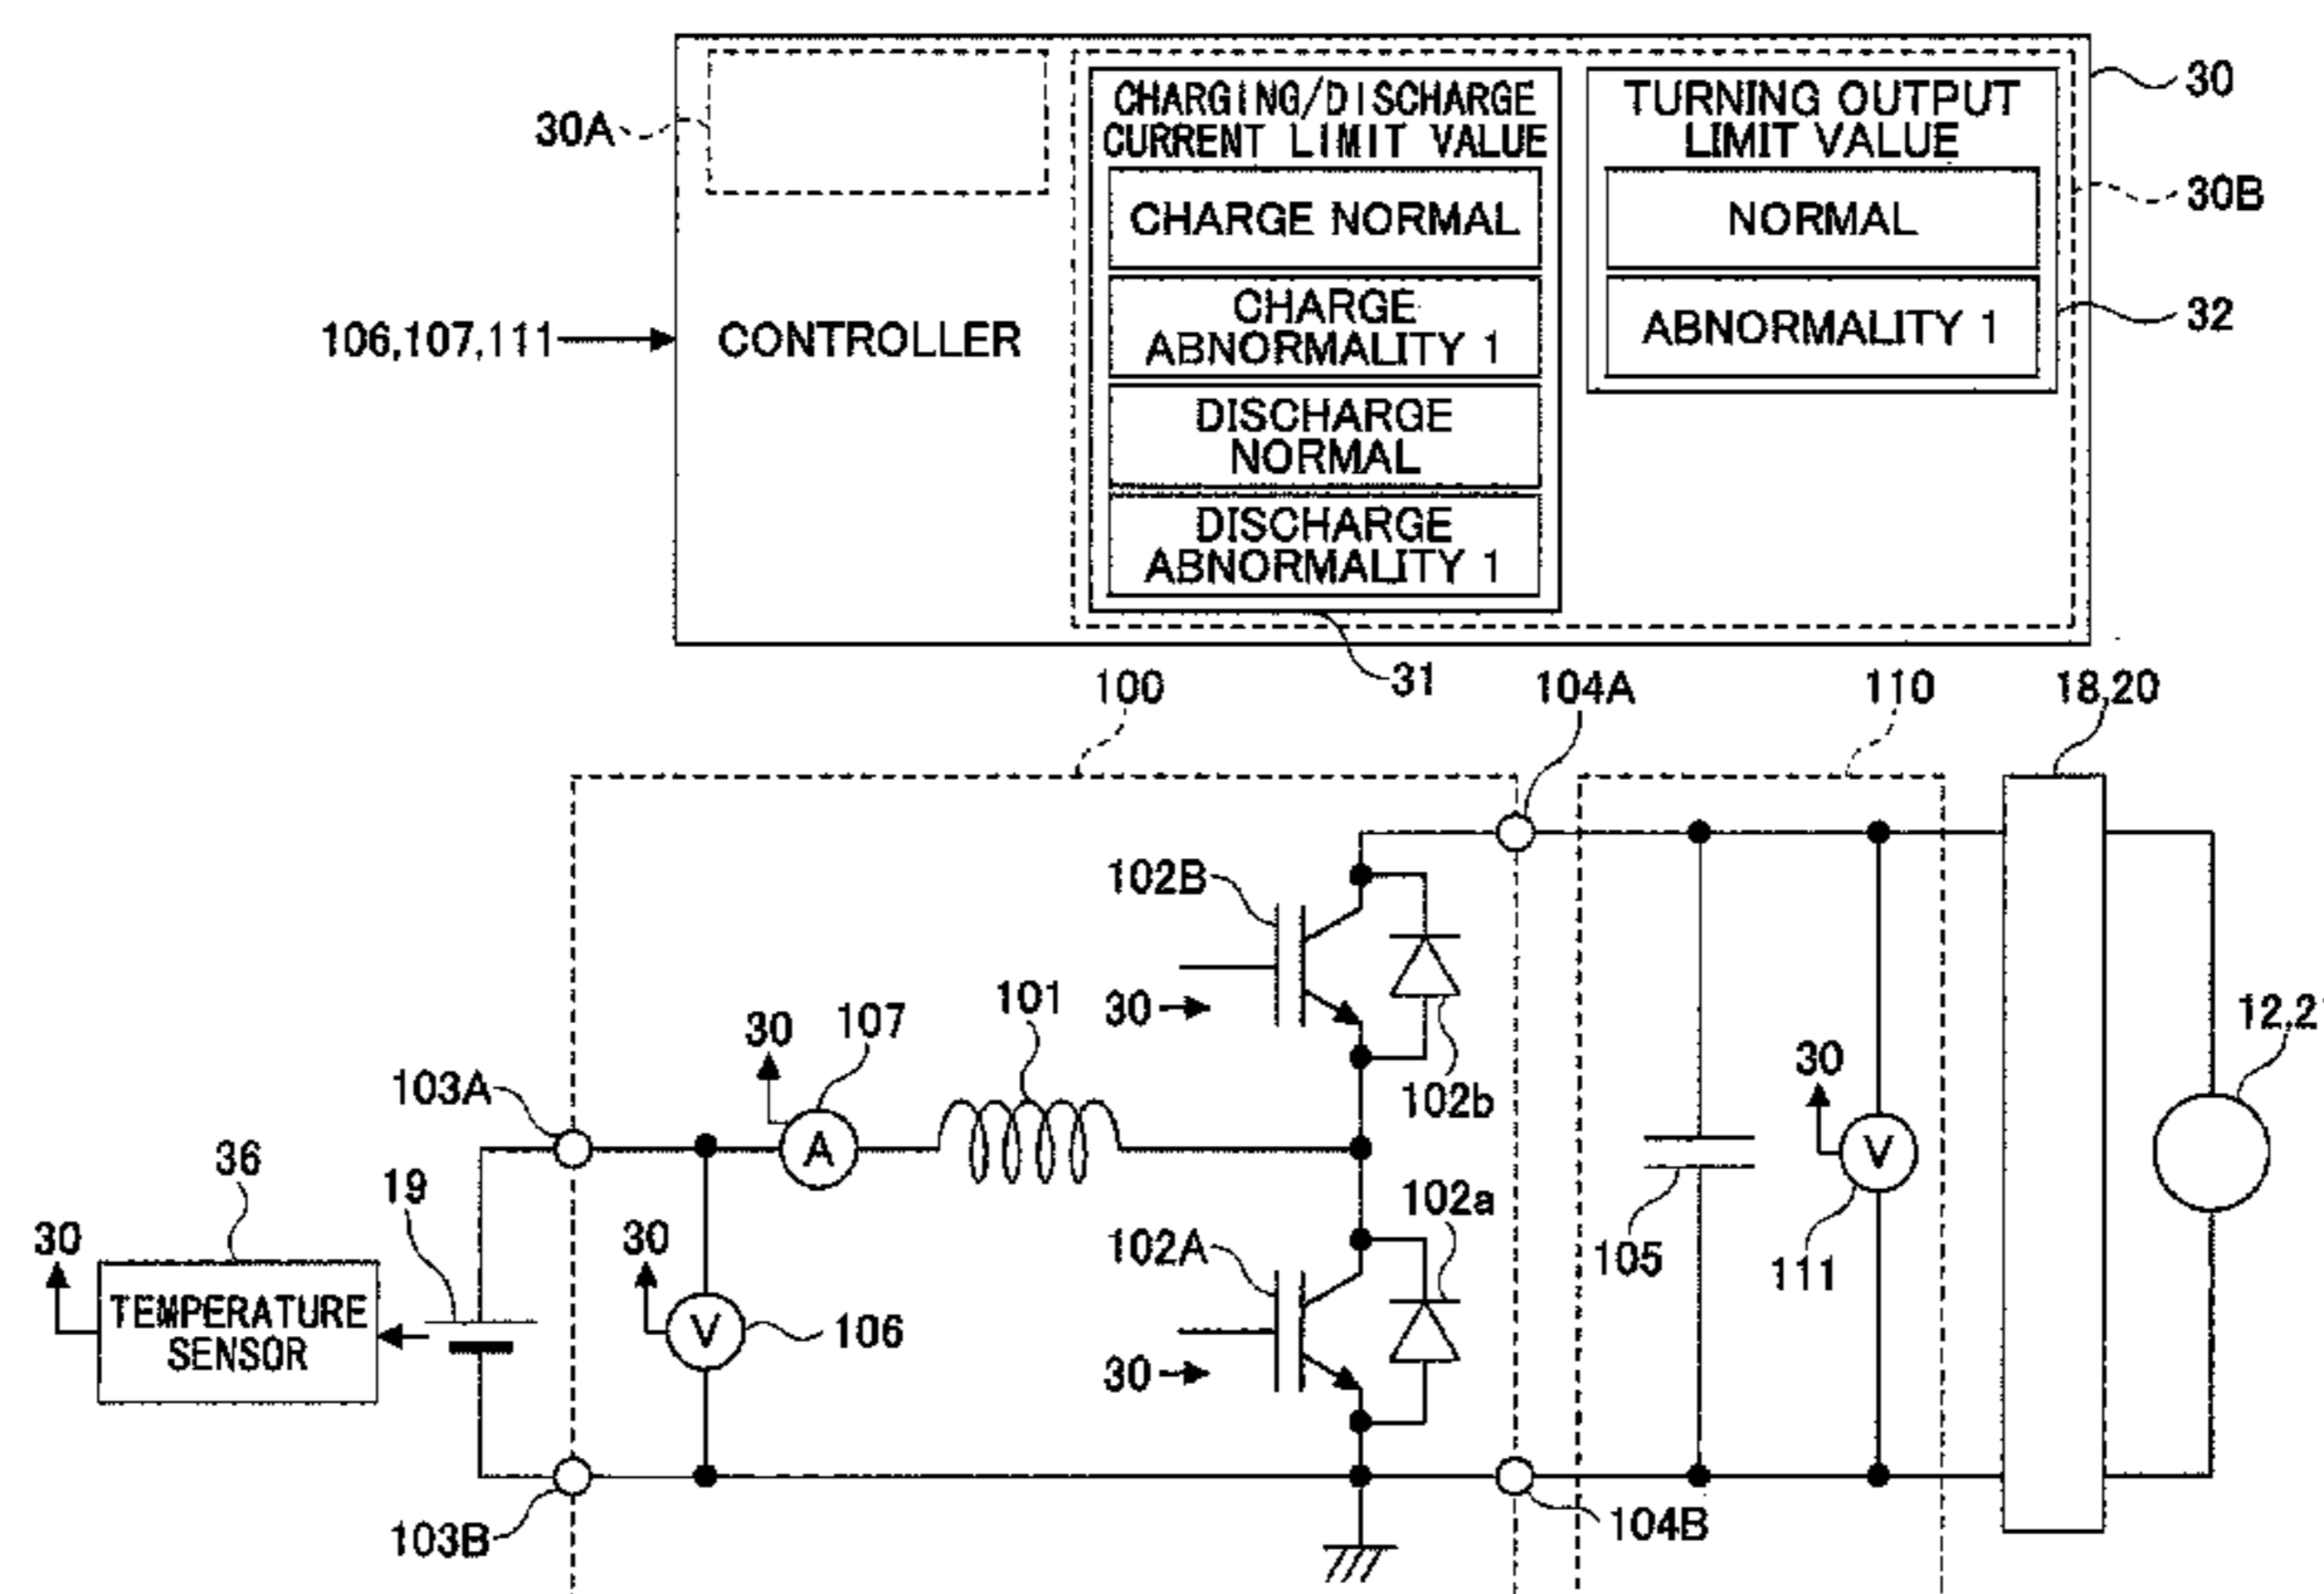 30
30A
CHARGING/DISCHARGE
CURRENT LIMIT VALUE
TURNING OUTPUT
LIMIT VALUE
30B
CHARGE NORMAL
NORMAL
CHARGE
ABNORMALITY 1
ABNORMALITY 1
32
106,107,111
CONTROLLER
DISCHARGE
NORMAL
DISCHARGE
ABNORMALITY 1
31
100
104A
110
18,20
102B
30
101
107
30
102b
12,2
30
103A
36
19
30
30
102A
102a
105
111
TEMPERATURE
SENSOR
V
106
A
V
30
103B
104B